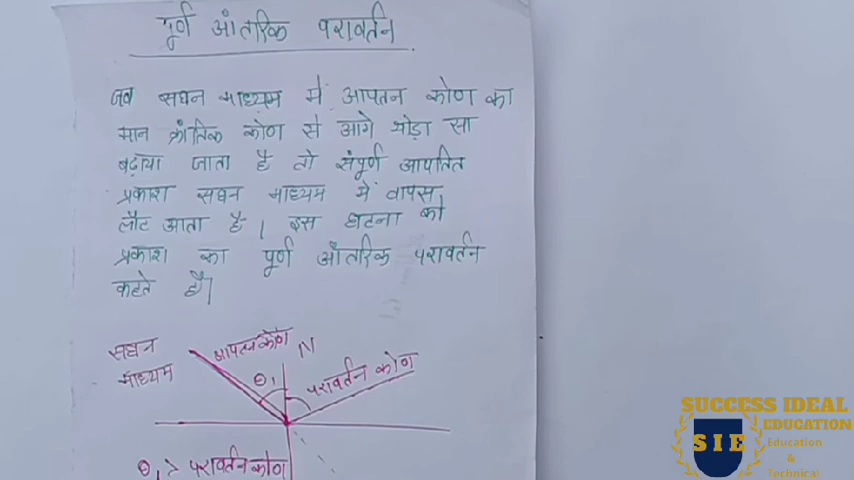 पूर्ण आंतरिक परावर्तन
जब सघन माध्यम में आपतन कोण का
मान क्रांतिक कोण से आगे थोड़ा सा
बढ़ाया जाता है तो संपूर्ण आपतित
प्रकाश सघन माध्यम में वापस
लौट आता है। इस घटना को
प्रकाश का पूर्ण आंतरिक परावर्तन
कहते हैं।
सघन
माध्यम
आपतन कोण
N
θ1
परावर्तन कोण
θ1 > परावर्तन कोण
SUCCESS IDEAL
EDUCATION
SIE
Education
&
Technical